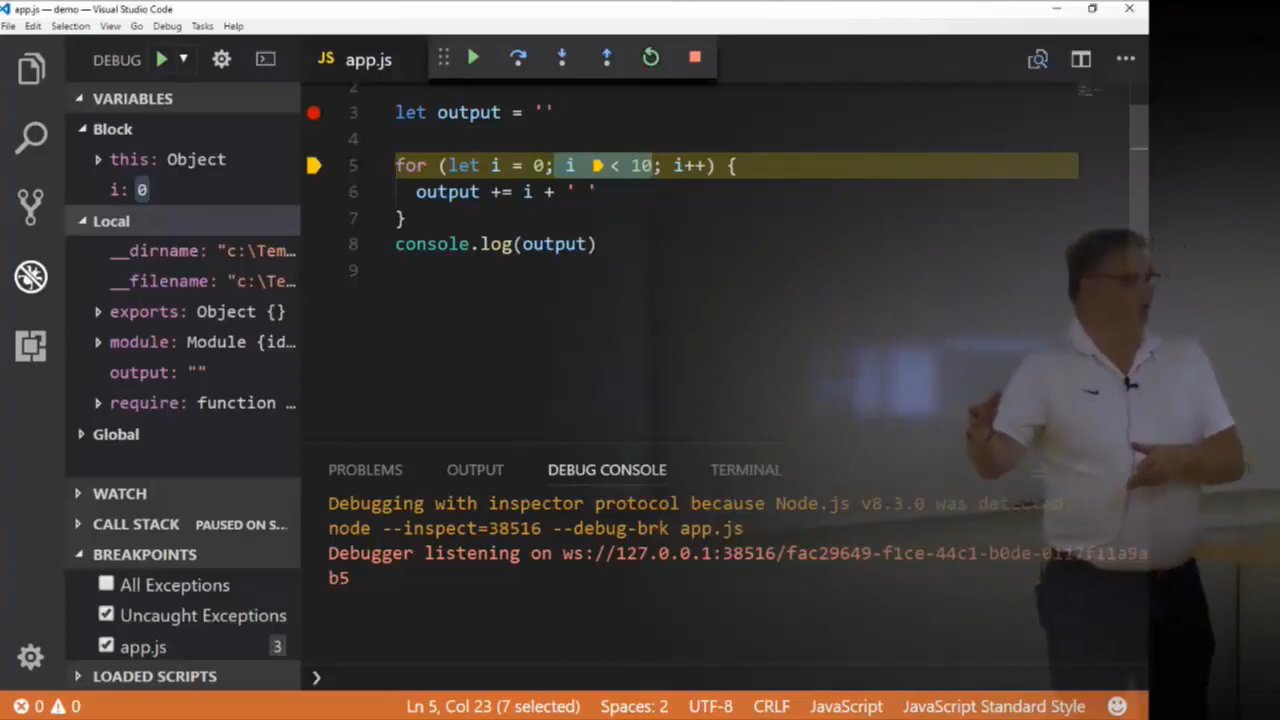 app.js — demo — Visual Studio Code
File Edit Selection View Go Debug Tasks Help
DEBUG
JS app.js
VARIABLES
Block
this: Object
i: 0
Local
__dirname: "c:\Tem…
__filename: "c:\Te…
exports: Object {}
module: Module {id…
output: ""
require: function …
Global
WATCH
CALL STACK PAUSED ON S…
BREAKPOINTS
All Exceptions
Uncaught Exceptions
app.js 3
LOADED SCRIPTS
2
3 let output = ''
4
5 for (let i = 0; i < 10; i++) {
6 output += i + ' '
7 }
8 console.log(output)
9
PROBLEMS OUTPUT DEBUG CONSOLE TERMINAL
Debugging with inspector protocol because Node.js v8.3.0 was detected.
node --inspect=38516 --debug-brk app.js
Debugger listening on ws://127.0.0.1:38516/fac29649-f1ce-44c1-b0de-0117f11a9a
b5
0 0 Ln 5, Col 23 (7 selected) Spaces: 2 UTF-8 CRLF JavaScript JavaScript Standard Style